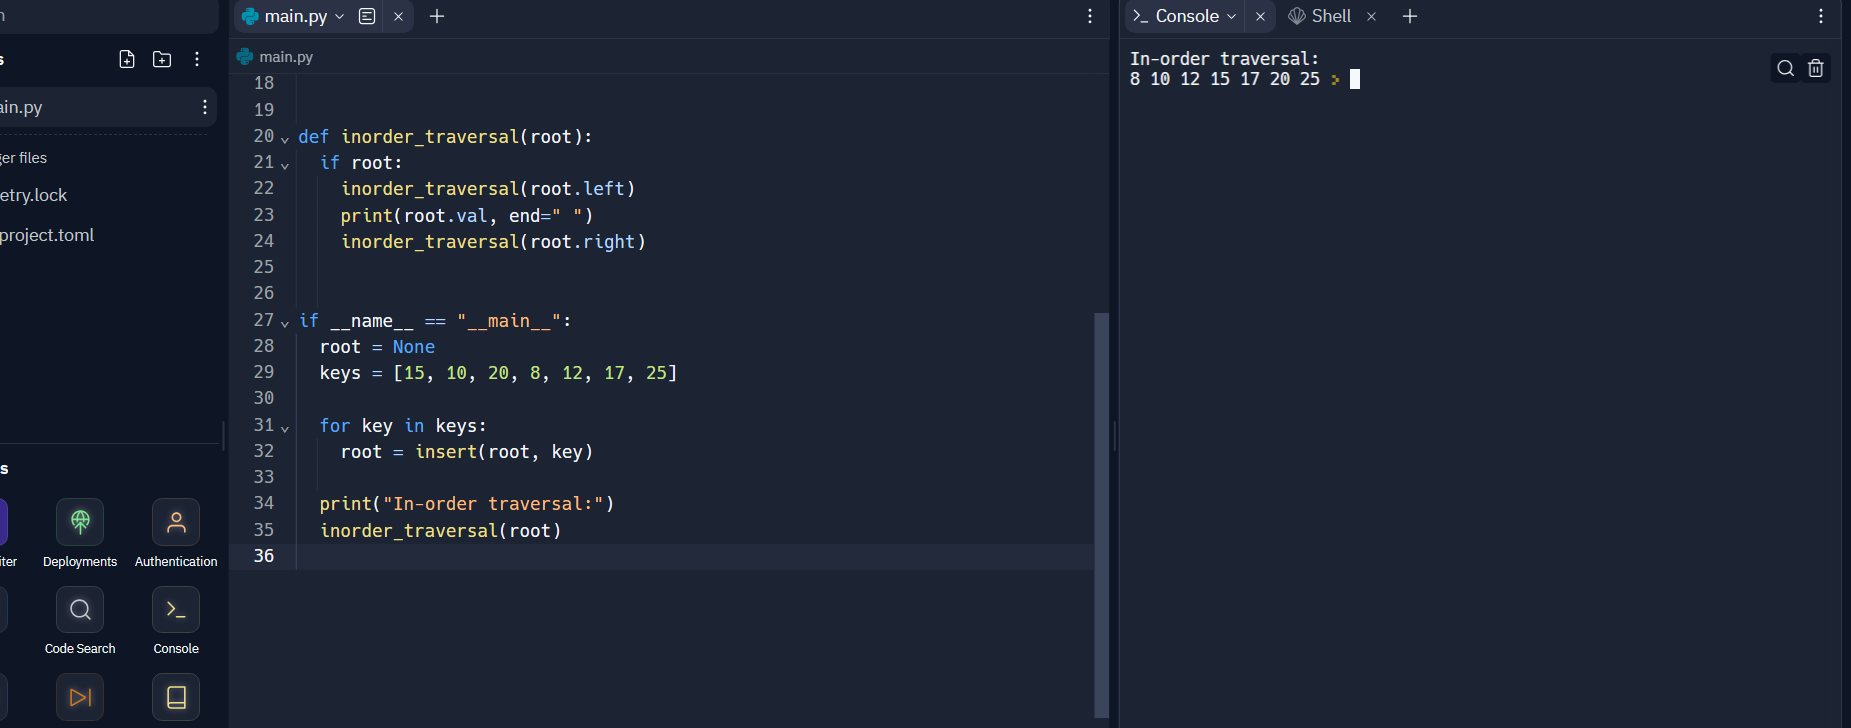 main.py
main.py
18
19
20 def inorder_traversal(root):
21 if root:
22 inorder_traversal(root.left)
23 print(root.val, end=" ")
24 inorder_traversal(root.right)
25
26
27 if __name__ == "__main__":
28 root = None
29 keys = [15, 10, 20, 8, 12, 17, 25]
30
31 for key in keys:
32 root = insert(root, key)
33
34 print("In-order traversal:")
35 inorder_traversal(root)
36
n
s
ain.py
ger files
etry.lock
project.toml
s
iter
Deployments
Authentication
Code Search
Console
Console
Shell
In-order traversal:
8 10 12 15 17 20 25 >